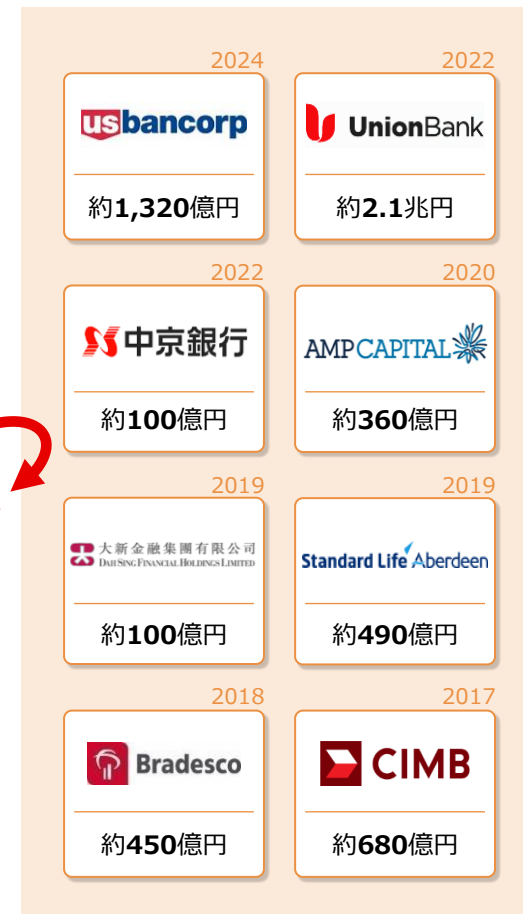 2024
usbancorp
約1,320億円
2022
UnionBank
約2.1兆円
2022
中京銀行
約100億円
2020
AMP CAPITAL
約360億円
2019
大新金融集團有限公司
DAH SING FINANCIAL HOLDINGS LIMITED
約100億円
2019
Standard Life Aberdeen
約490億円
2018
Bradesco
約450億円
2017
CIMB
約680億円